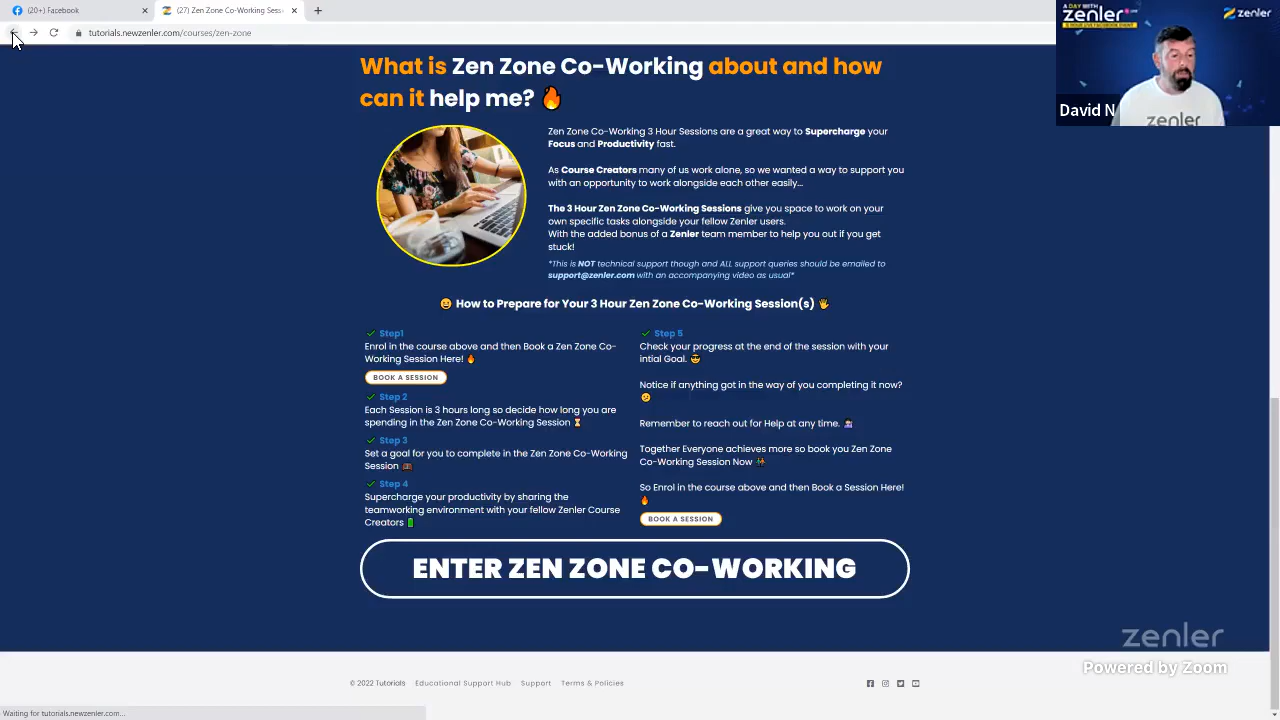 (20+) Facebook
(27) Zen Zone Co-Working Sess
tutorials.newzenler.com/courses/zen-zone
A DAY WITH
zenler
zenler
David N
zenler
What is Zen Zone Co-Working about and how
can it help me?
Zen Zone Co-Working 3 Hour Sessions are a great way to Supercharge your
Focus and Productivity fast.
As Course Creators many of us work alone, so we wanted a way to support you
with an opportunity to work alongside each other easily...
The 3 Hour Zen Zone Co-Working Sessions give you space to work on your
own specific tasks alongside your fellow Zenler users.
With the added bonus of a Zenler team member to help you out if you get
stuck!
*This is NOT technical support though and ALL support queries should be emailed to
support@zenler.com with an accompanying video as usual*
How to Prepare for Your 3 Hour Zen Zone Co-Working Session(s)
Step1
Enrol in the course above and then Book a Zen Zone Co-
Working Session Here!
BOOK A SESSION
Step 2
Each Session is 3 hours long so decide how long you are
spending in the Zen Zone Co-Working Session
Step 3
Set a goal for you to complete in the Zen Zone Co-Working
Session
Step 4
Supercharge your productivity by sharing the
teamworking environment with your fellow Zenler Course
Creators
Step 5
Check your progress at the end of the session with your
intial Goal.
Notice if anything got in the way of you completing it now?
Remember to reach out for Help at any time.
Together Everyone achieves more so book you Zen Zone
Co-Working Session Now
So Enrol in the course above and then Book a Session Here!
BOOK A SESSION
ENTER ZEN ZONE CO-WORKING
zenler
Powered by Zoom
© 2022 Tutorials
Educational Support Hub
Support
Terms & Policies
Waiting for tutorials.newzenler.com...